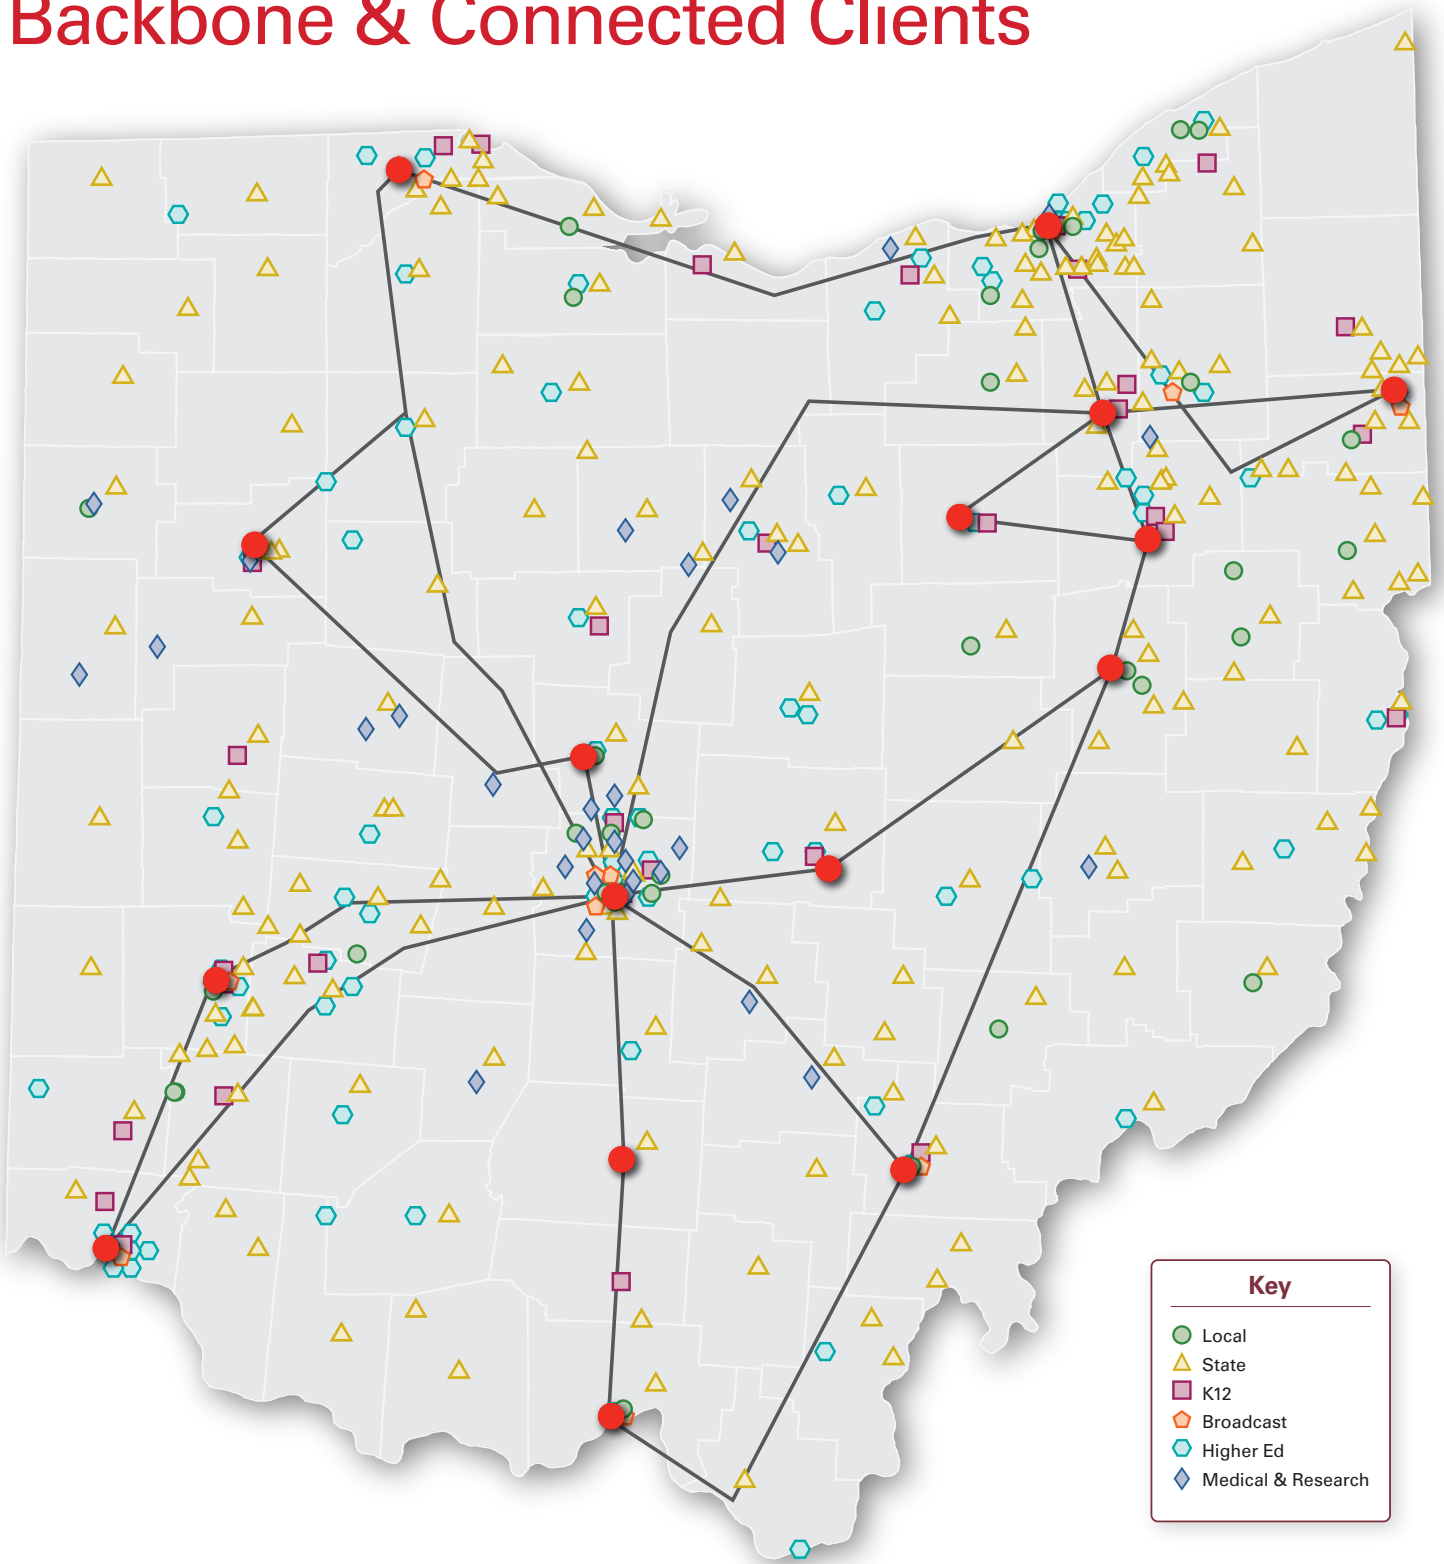 Backbone & Connected Clients
Key
Local
State
K12
Broadcast
Higher Ed
Medical & Research